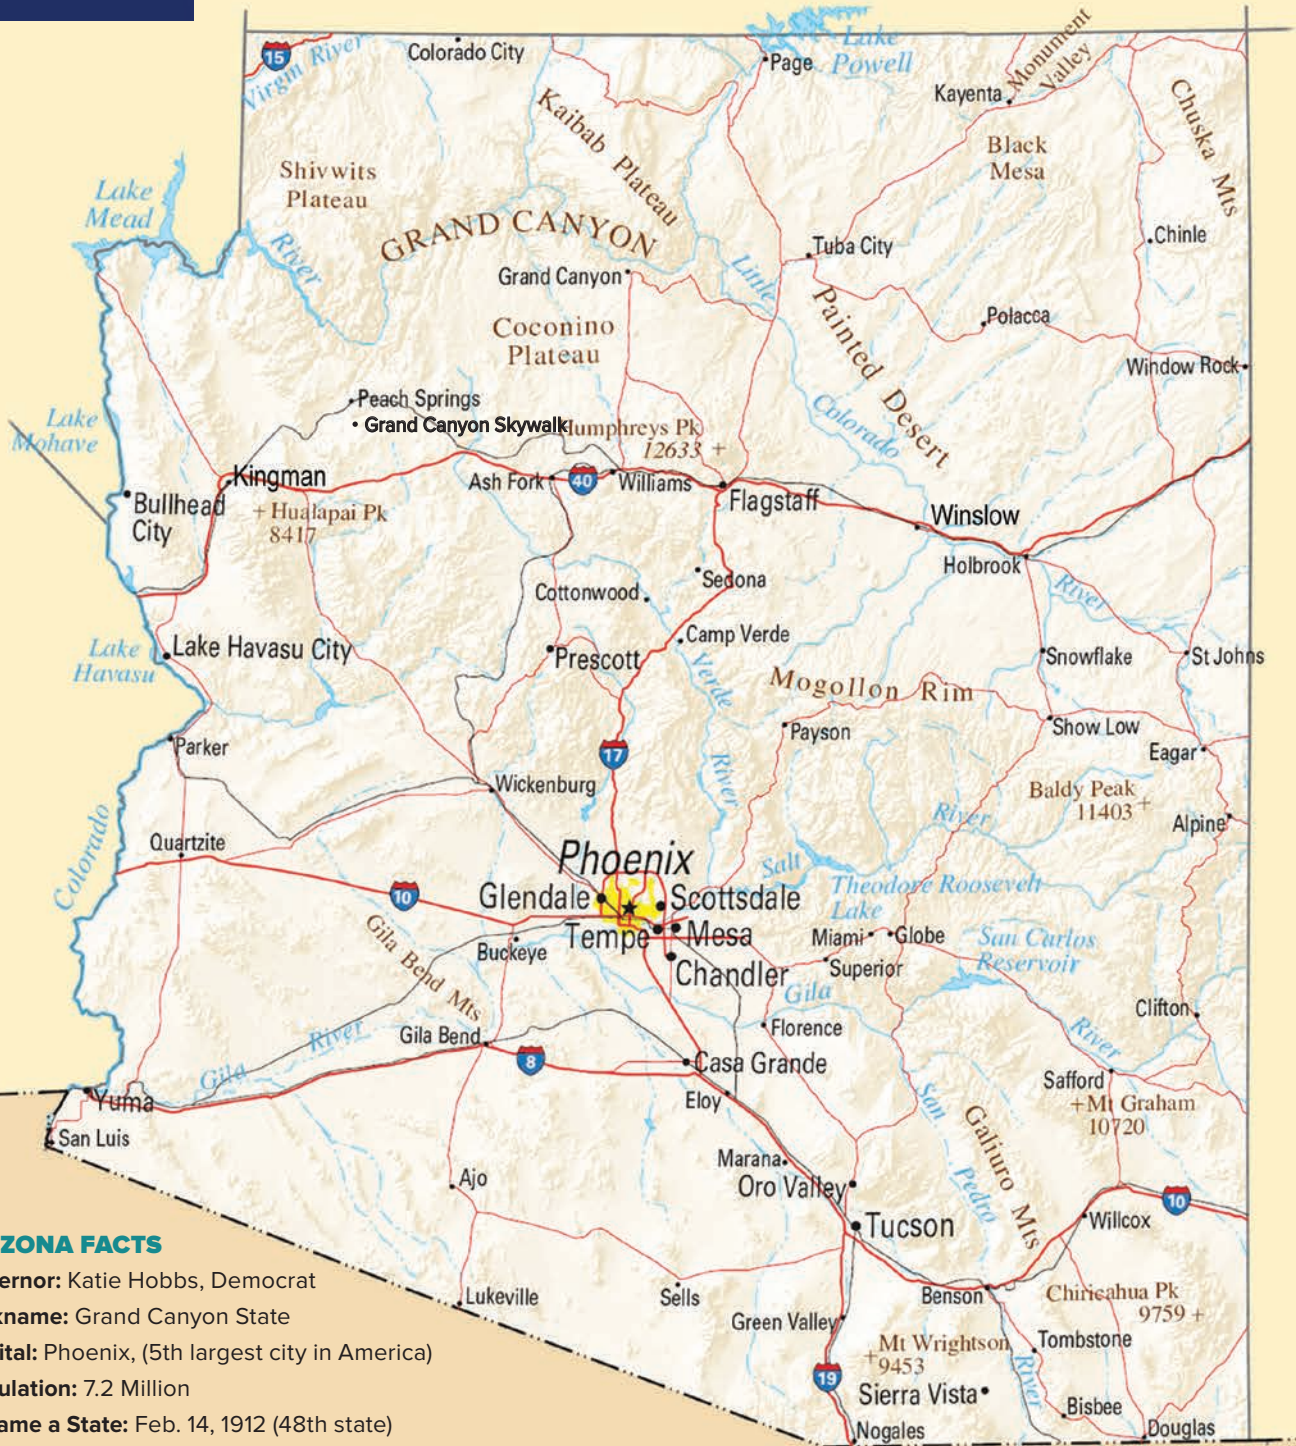 15
Virgin River
Colorado City
Page
Lake
Powell
Monument
Valley
Kayenta
Chuska Mts
Kaibab Plateau
Black
Mesa
Shivwits
Plateau
Lake
Mead
River
GRAND CANYON
Grand Canyon
Little
Tuba City
Chinle
Painted Desert
Polacca
Coconino
Plateau
Window Rock
Peach Springs
• Grand Canyon Skywalk
Humphreys Pk
12633 +
Lake
Mohave
Colorado
Kingman
Ash Fork
40
Williams
Flagstaff
Bullhead
City
+ Hualapai Pk
8417
Winslow
Holbrook
River
Sedona
Cottonwood
Camp Verde
Lake
Havasu
Lake Havasu City
Prescott
Verde
River
Snowflake
St Johns
Mogollon Rim
Payson
Show Low
Eagar
Parker
17
Wickenburg
Baldy Peak
11403 +
Alpine
Colorado
Quartzite
River
Salt
Phoenix
10
Glendale
Scottsdale
Theodore Roosevelt
Lake
Tempe
Mesa
Miami
Globe
San Carlos
Reservoir
Gila Bend Mts
Buckeye
Chandler
Superior
Gila
Clifton
River
Florence
Gila Bend
River
Gila
8
Casa Grande
Eloy
San
Pedro
River
Safford
+Mt Graham
10720
Galiuro Mts
Yuma
San Luis
Marana
Oro Valley
Ajo
Tucson
Willcox
10
Lukeville
Sells
Benson
Chiricahua Pk
9759 +
Green Valley
+Mt Wrightson
9453
Tombstone
19
Sierra Vista
Bisbee
Douglas
Nogales
ZONA FACTS
ernor: Katie Hobbs, Democrat
kname: Grand Canyon State
ital: Phoenix, (5th largest city in America)
ulation: 7.2 Million
ame a State: Feb. 14, 1912 (48th state)